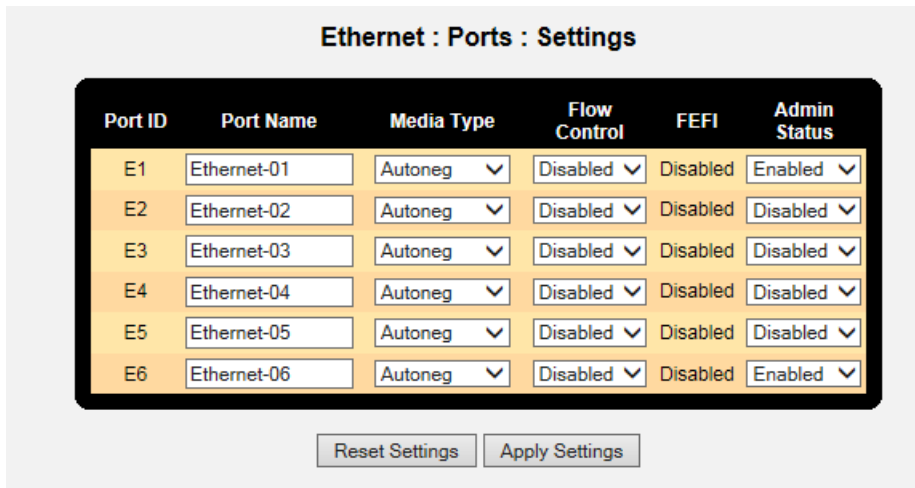 Ethernet : Ports : Settings
Port ID Port Name Media Type Flow Control FEFI Admin Status
E1 Ethernet-01 Autoneg Disabled Disabled Enabled
E2 Ethernet-02 Autoneg Disabled Disabled Disabled
E3 Ethernet-03 Autoneg Disabled Disabled Disabled
E4 Ethernet-04 Autoneg Disabled Disabled Disabled
E5 Ethernet-05 Autoneg Disabled Disabled Disabled
E6 Ethernet-06 Autoneg Disabled Disabled Enabled
Reset Settings Apply Settings